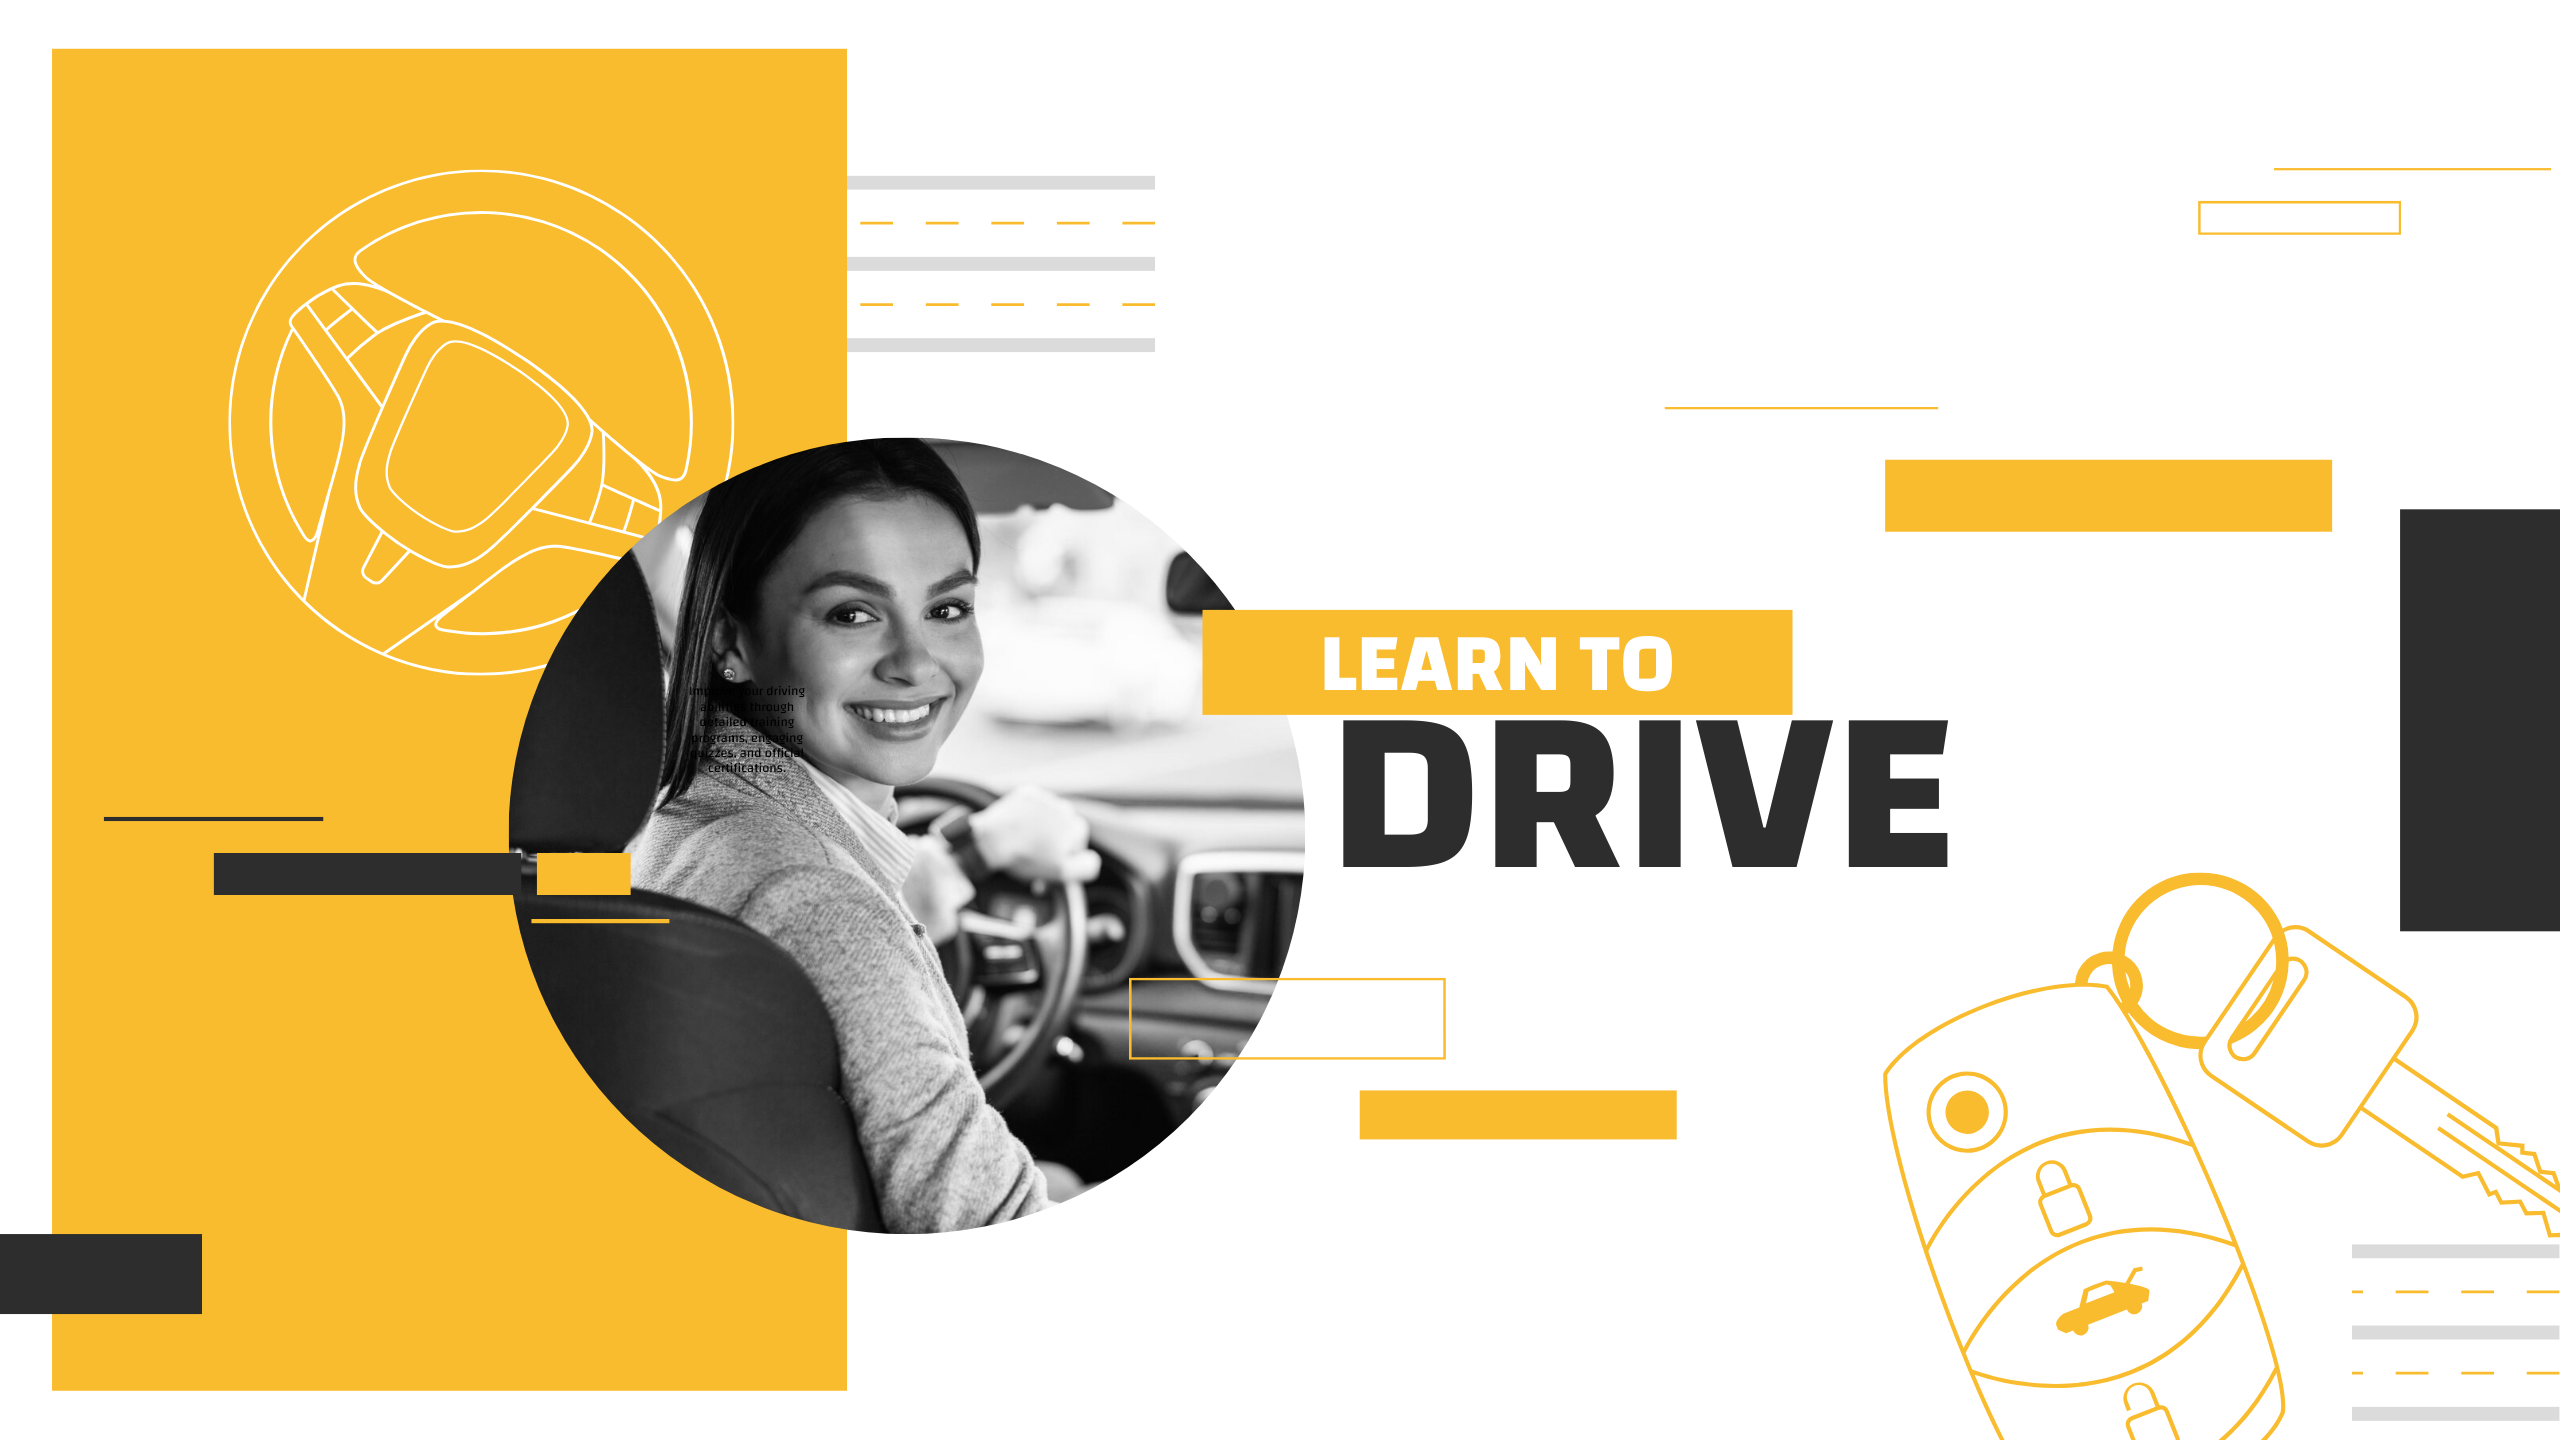 LEARN TO
DRIVE
Improve your driving
abilities through
detailed training
programs, engaging
quizzes, and official
certifications.